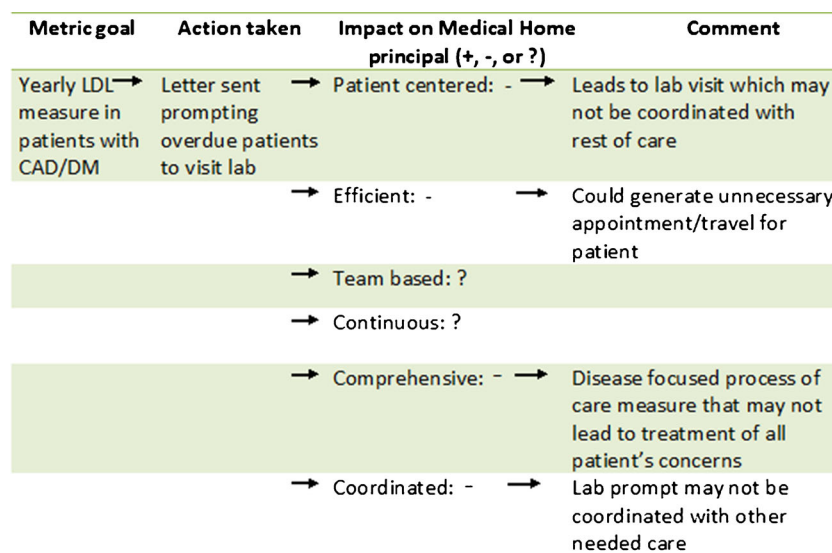 Metric goal Action taken Impact on Medical Home Comment
principal (+, -, or ?)
Yearly LDL → Letter sent → Patient centered: - → Leads to lab visit which may
measure in prompting not be coordinated with
patients with overdue patients rest of care
CAD/DM to visit lab
→ Efficient: - → Could generate unnecessary
appointment/travel for
patient
→ Team based: ?
→ Continuous: ?
→ Comprehensive: - → Disease focused process of
care measure that may not
lead to treatment of all
patient's concerns
→ Coordinated: - → Lab prompt may not be
coordinated with other
needed care